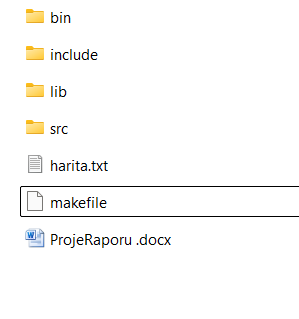 bin
include
lib
src
harita.txt
makefile
ProjeRaporu .docx